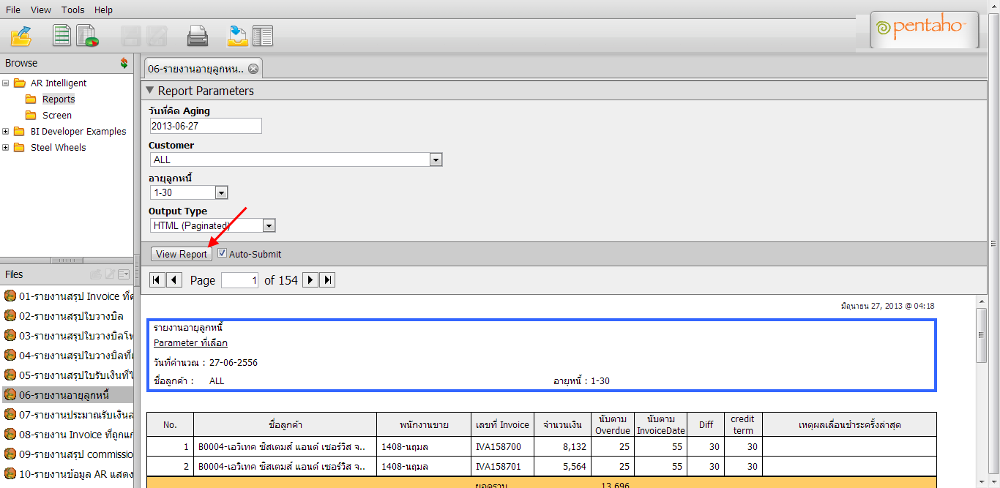 File View Tools Help
pentaho™
Browse
AR Intelligent
Reports
Screen
BI Developer Examples
Steel Wheels
06-รายงานอายุลูกหน..
Report Parameters
วันที่คิด Aging
2013-06-27
Customer
ALL
อายุลูกหนี้
1-30
Output Type
HTML (Paginated)
View Report Auto-Submit
Page 1 of 154
Files
01-รายงานสรุป Invoice ที่ค
02-รายงานสรุปใบวางบิล
03-รายงานสรุปใบวางบิลโท
04-รายงานสรุปใบวางบิลที่เ
05-รายงานสรุปใบรับเงินที่ไ
06-รายงานอายุลูกหนี้
07-รายงานประมาณรับเงินล
08-รายงาน Invoice ที่ถูกแก
09-รายงานสรุป commissio
10-รายงานข้อมูล AR แสดง
มิถุนายน 27, 2013 @ 04:18
รายงานอายุลูกหนี้
Parameter ที่เลือก
วันที่คำนวณ : 27-06-2556
ชื่อลูกค้า : ALL อายุหนี้ : 1-30
No. ชื่อลูกค้า พนักงานขาย เลขที่ Invoice จำนวนเงิน นับตาม Overdue นับตาม InvoiceDate Diff credit term เหตุผลเลื่อนชำระครั้งล่าสุด
1 B0004-เอวิเทค ซิสเตมส์ แอนด์ เซอร์วิส จ.. 1408-นฤมล IVA158700 8,132 25 55 30 30
2 B0004-เอวิเทค ซิสเตมส์ แอนด์ เซอร์วิส จ.. 1408-นฤมล IVA158701 5,564 25 55 30 30
ยอดรวม 13,696